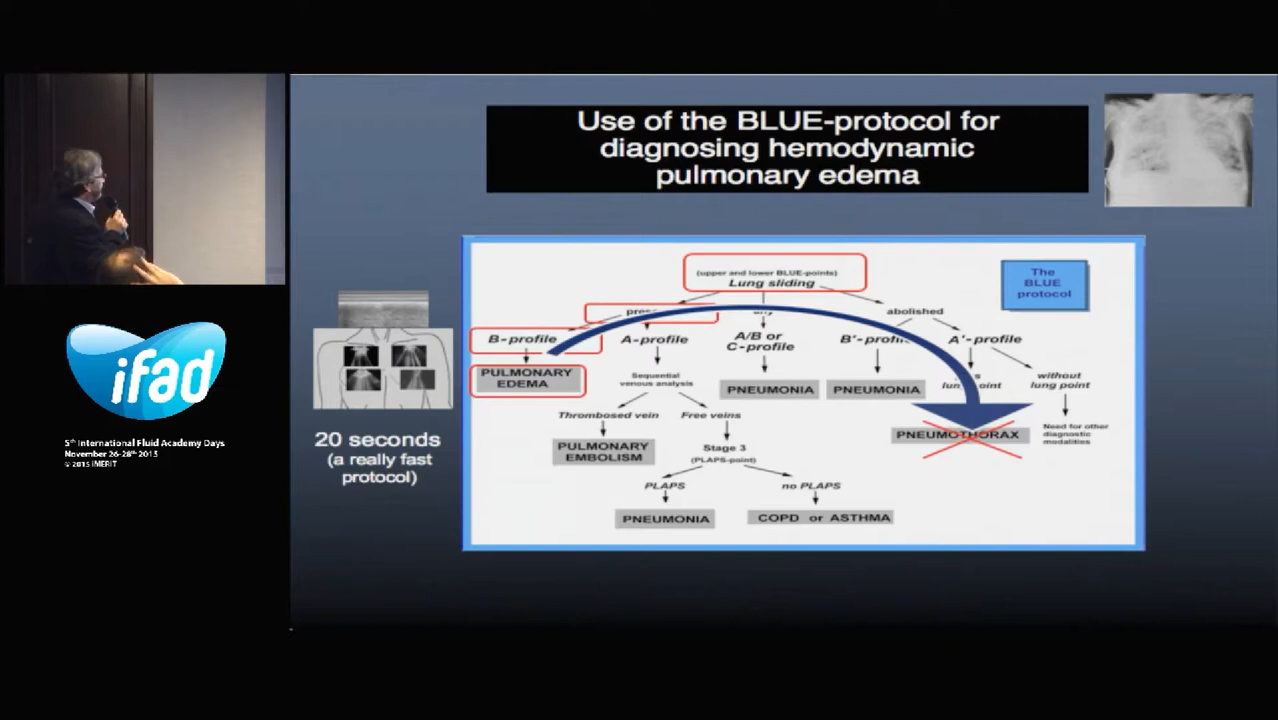 Use of the BLUE-protocol for
diagnosing hemodynamic
pulmonary edema
(upper and lower BLUE-points)
Lung sliding
The
BLUE
protocol
any
abolished
B-profile
A-profile
A/B or
C-profile
A'-profile
PULMONARY
EDEMA
Sequential
venous analysis
PNEUMONIA
PNEUMONIA
without
lung point
Thrombosed vein
Free veins
PNEUMOTHORAX
Need for other
diagnostic
modalities
PULMONARY
EMBOLISM
Stage 3
(PLAPS-point)
PLAPS
no PLAPS
PNEUMONIA
COPD or ASTHMA
20 seconds
(a really fast
protocol)
ifad
5th International Fluid Academy Days
November 26-28th 2015
© 2015 iMERIT